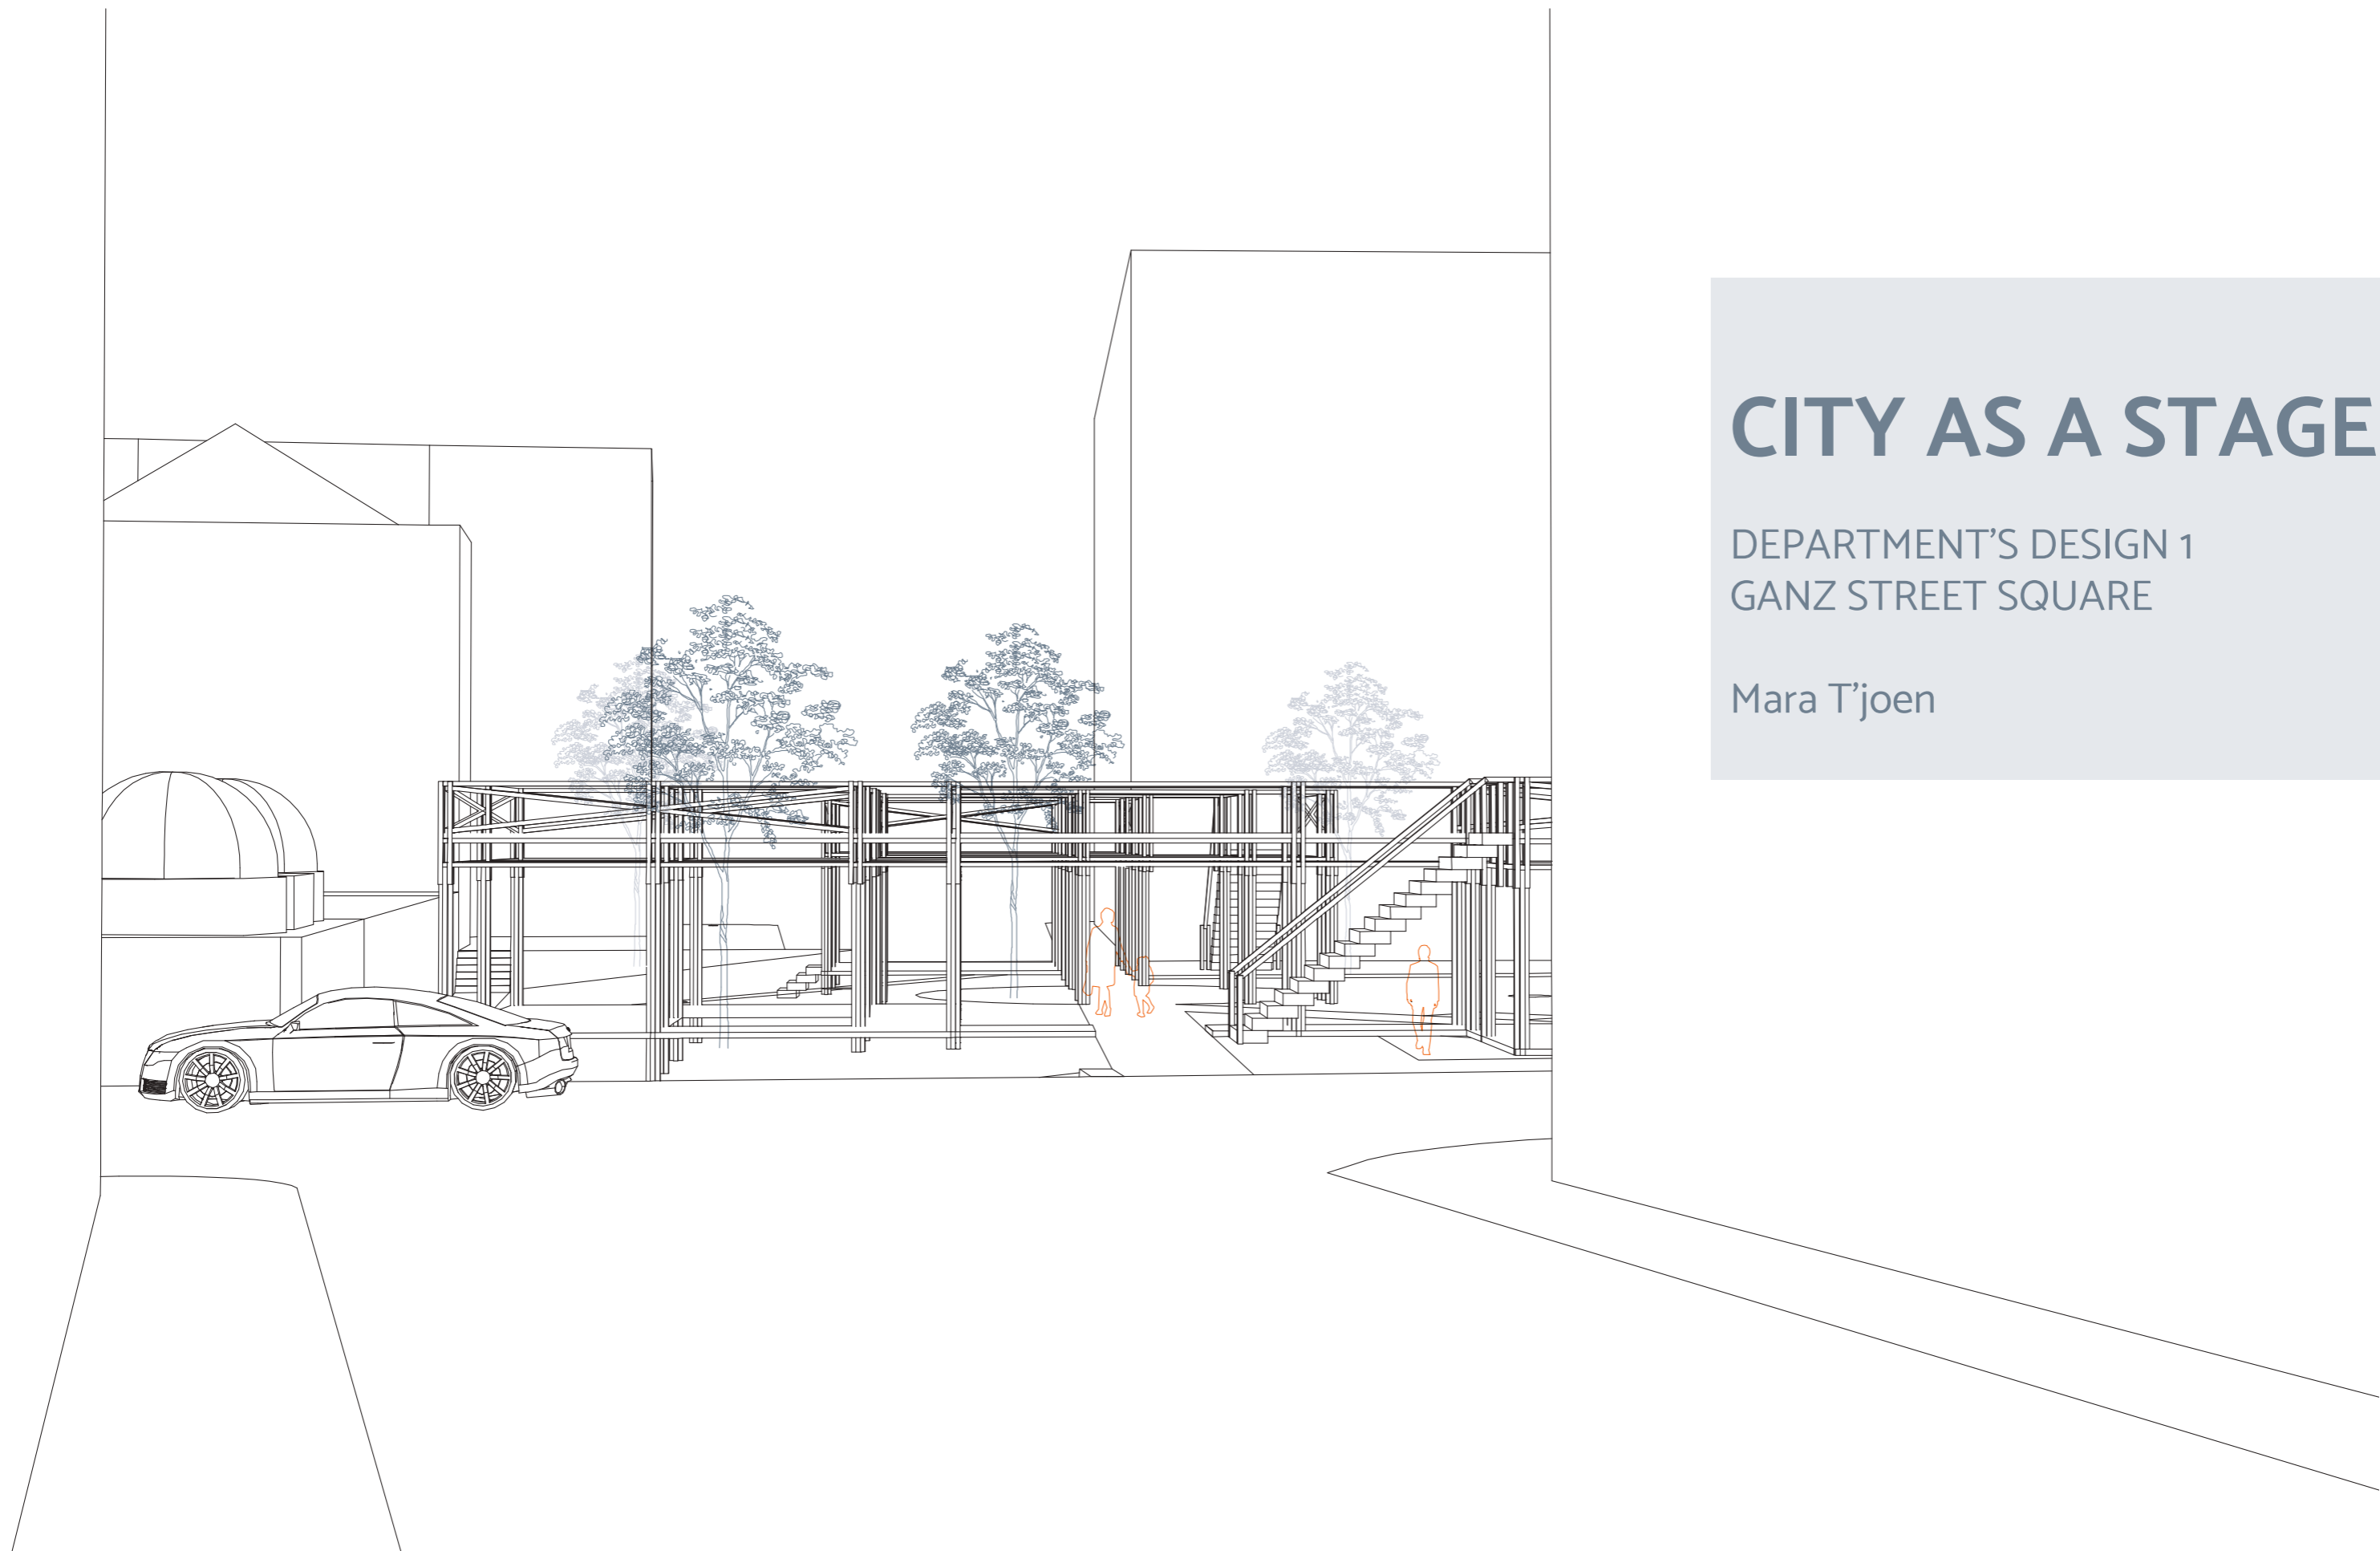 CITY AS A STAGE
DEPARTMENT’S DESIGN 1
GANZ STREET SQUARE
Mara T’joen